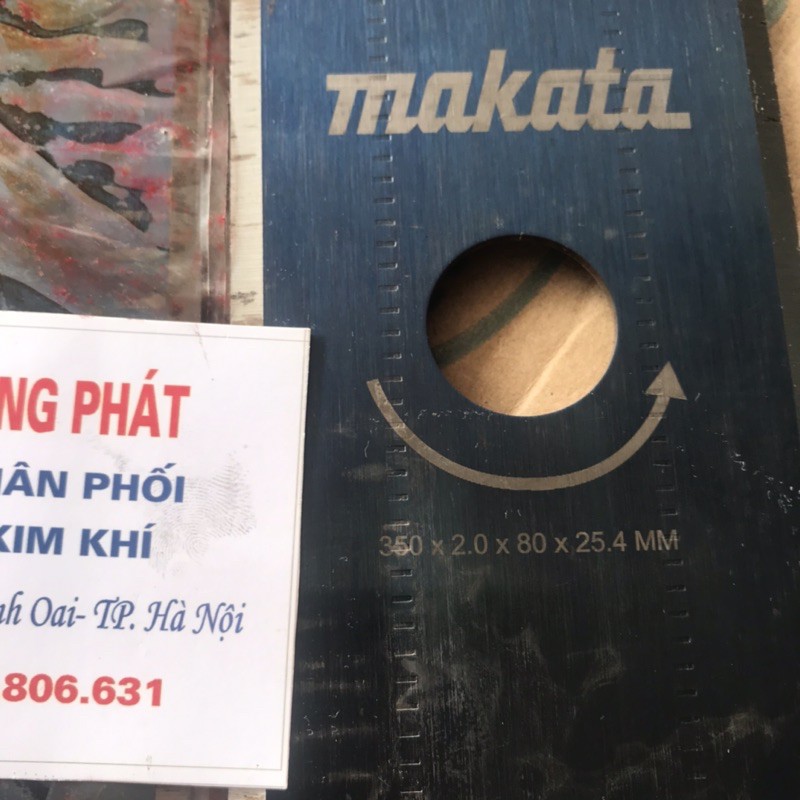 makata
350 x 2.0 x 80 x 25.4 MM
NG PHÁT
PHỐI
KIM KHÍ
Oai- TP. Hà Nội
806.631